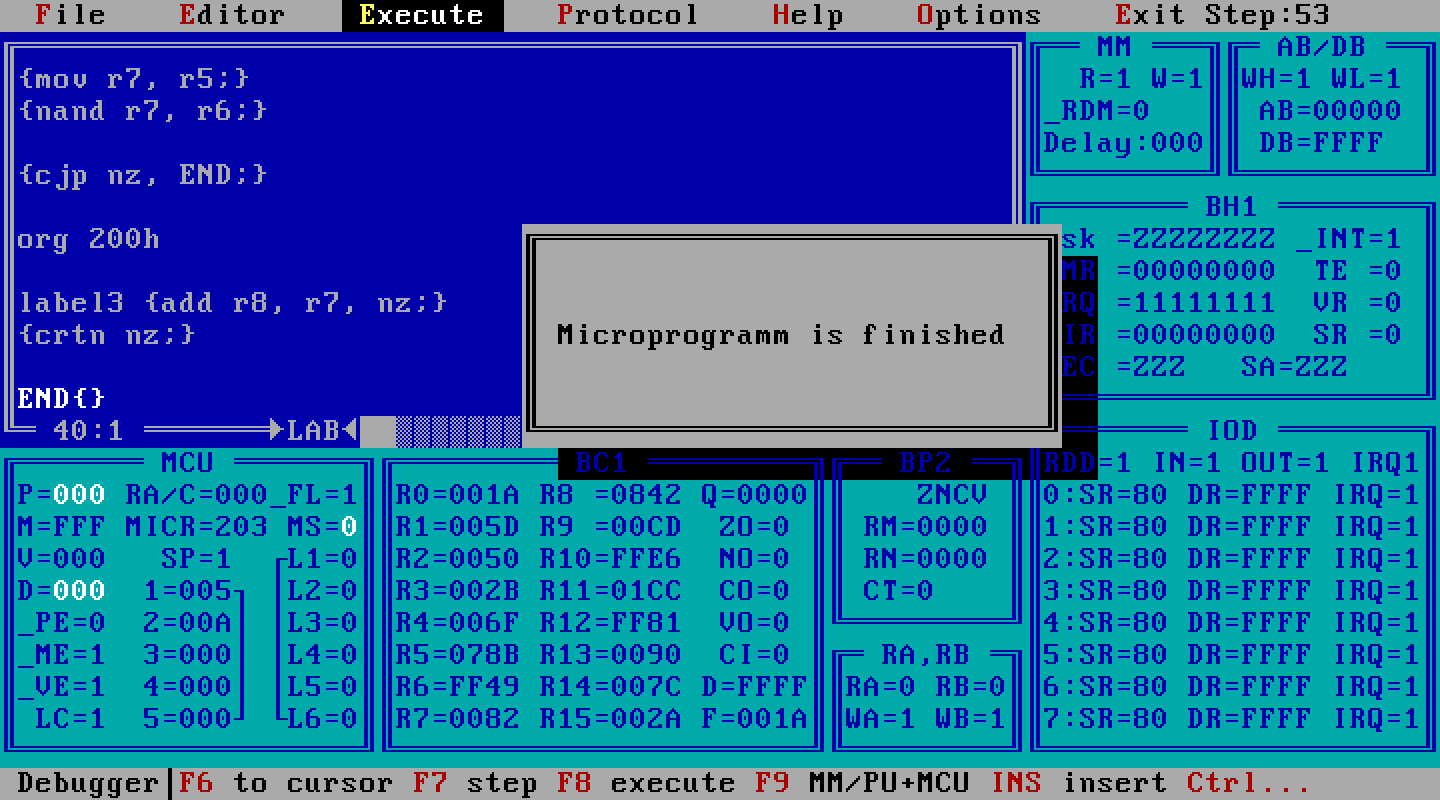 File Editor Execute Protocol Help Options Exit Step:53
{mov r7, r5;}
{nand r7, r6;}
{cjp nz, END;}
org 200h
label3 {add r8, r7, nz;}
{crtn nz;}
END{}
40:1 LAB
Microprogramm is finished
MM
R=1 W=1
_RDM=0
Delay:000
AB/DB
WH=1 WL=1
AB=00000
DB=FFFF
BH1
sk =ZZZZZZZZ _INT=1
MR =00000000 TE =0
RQ =11111111 VR =0
IR =00000000 SR =0
EC =ZZZ SA=ZZZ
MCU
P=000 RA/C=000_FL=1
M=FFF MICR=203 MS=0
V=000 SP=1 L1=0
D=000 1=005 L2=0
_PE=0 2=00A L3=0
_ME=1 3=000 L4=0
_VE=1 4=000 L5=0
LC=1 5=000 L6=0
BC1
R0=001A R8 =0842 Q=0000
R1=005D R9 =00CD ZO=0
R2=0050 R10=FFE6 NO=0
R3=002B R11=01CC CO=0
R4=006F R12=FF81 VO=0
R5=078B R13=0090 CI=0
R6=FF49 R14=007C D=FFFF
R7=0082 R15=002A F=001A
BP2
ZNCV
RM=0000
RN=0000
CT=0
RA,RB
RA=0 RB=0
WA=1 WB=1
IOD
RDD=1 IN=1 OUT=1 IRQ1
0:SR=80 DR=FFFF IRQ=1
1:SR=80 DR=FFFF IRQ=1
2:SR=80 DR=FFFF IRQ=1
3:SR=80 DR=FFFF IRQ=1
4:SR=80 DR=FFFF IRQ=1
5:SR=80 DR=FFFF IRQ=1
6:SR=80 DR=FFFF IRQ=1
7:SR=80 DR=FFFF IRQ=1
Debugger F6 to cursor F7 step F8 execute F9 MM/PU+MCU INS insert Ctrl...